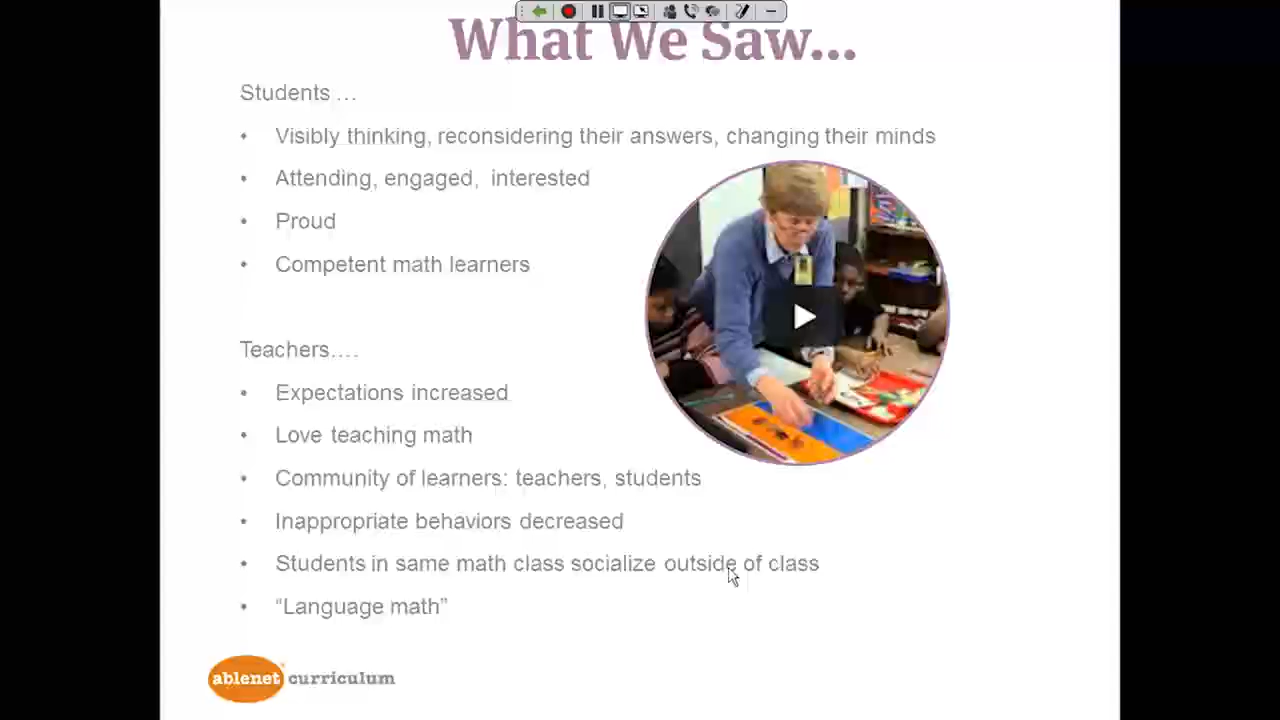 What We Saw...
Students ...
• Visibly thinking, reconsidering their answers, changing their minds
• Attending, engaged, interested
• Proud
• Competent math learners
Teachers....
• Expectations increased
• Love teaching math
• Community of learners: teachers, students
• Inappropriate behaviors decreased
• Students in same math class socialize outside of class
• “Language math”
ablenet curriculum